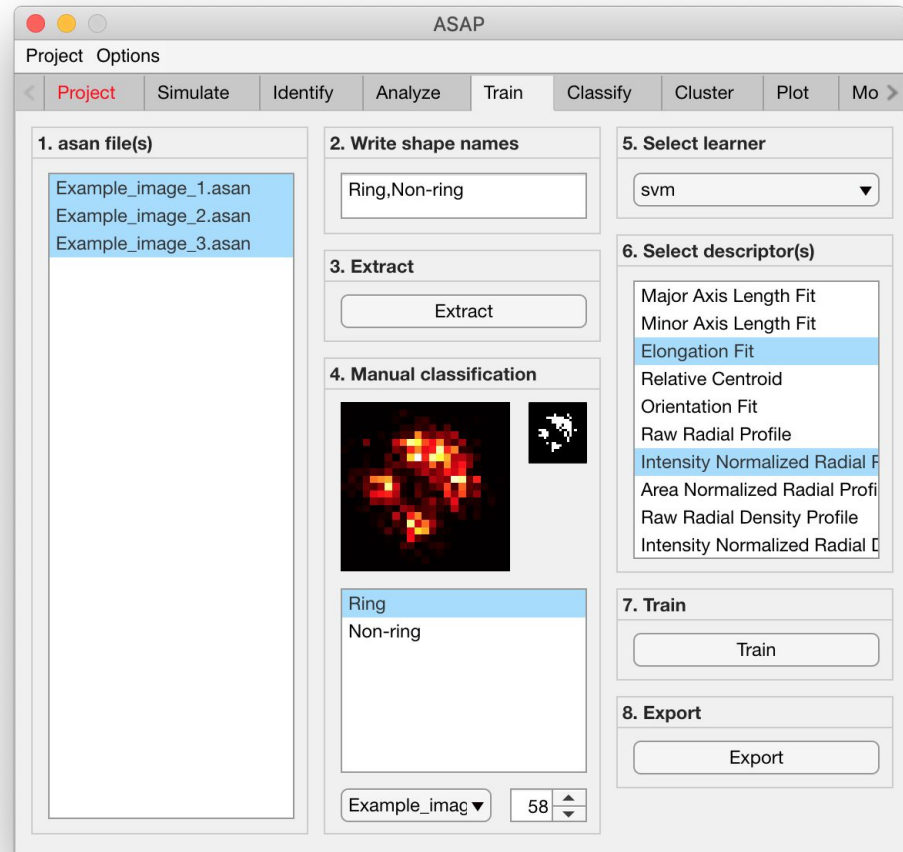 ASAP
Project Options
Project Simulate Identify Analyze Train Classify Cluster Plot Mo
1. asan file(s)
Example_image_1.asan
Example_image_2.asan
Example_image_3.asan
2. Write shape names
Ring,Non-ring
3. Extract
Extract
4. Manual classification
Ring
Non-ring
Example_imag
58
5. Select learner
svm
6. Select descriptor(s)
Major Axis Length Fit
Minor Axis Length Fit
Elongation Fit
Relative Centroid
Orientation Fit
Raw Radial Profile
Intensity Normalized Radial P
Area Normalized Radial Profi
Raw Radial Density Profile
Intensity Normalized Radial D
7. Train
Train
8. Export
Export